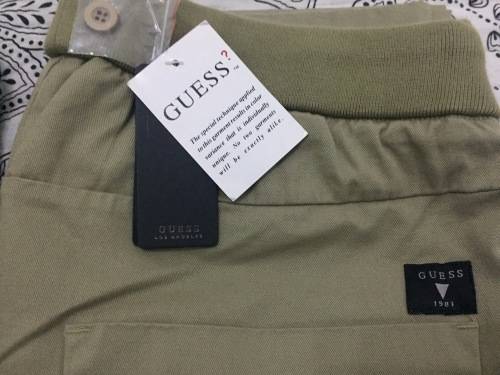 GUESS?
The special technique applied
to this garment results in color
variance that is individually
unique. No two garments
will be exactly alike.
GUESS
LOS ANGELES
GUESS
1981